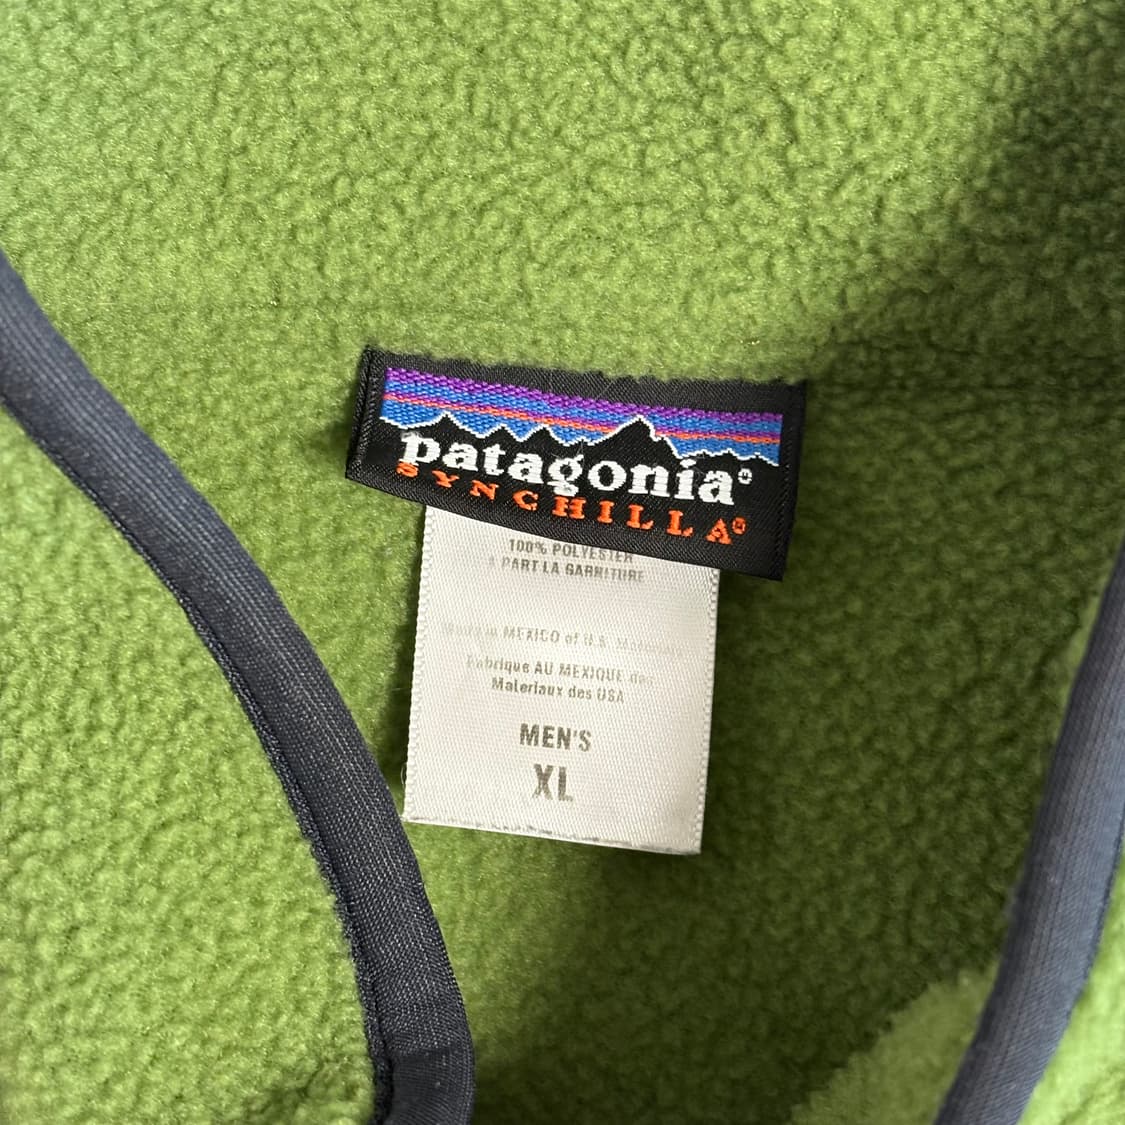 patagonia®
SYNCHILLA®
100% POLYESTER
À PART LA GARNITURE
Made in MEXICO of U.S. Materials
Fabriqué AU MEXIQUE des
Materiaux des USA
MEN'S
XL